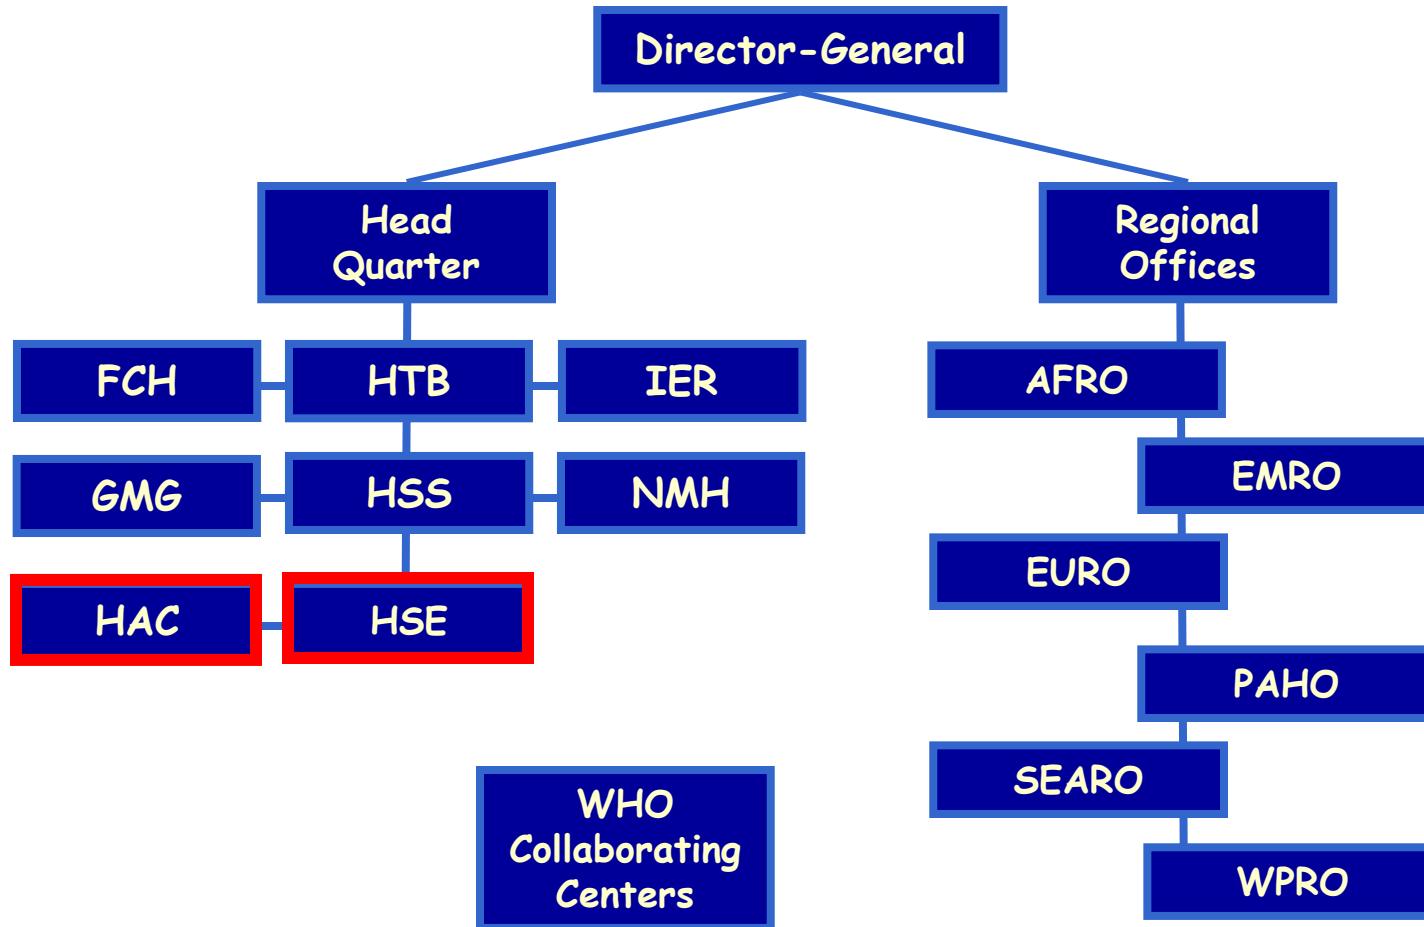 Director-General
Head
Quarter
Regional
Offices
FCH
HTB
IER
AFRO
GMG
HSS
NMH
EMRO
EURO
HAC
HSE
PAHO
SEARO
WHO
Collaborating
Centers
WPRO